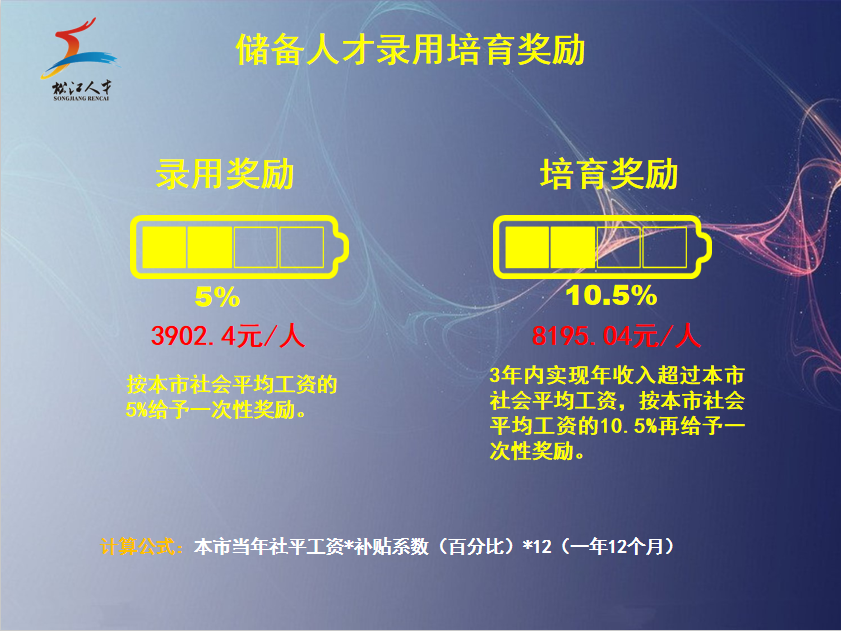 松江人才
SONGJIANG RENCAI
储备人才录用培育奖励
录用奖励
培育奖励
5%
10.5%
3902.4元/人
8195.04元/人
按本市社会平均工资的
5%给予一次性奖励。
3年内实现年收入超过本市
社会平均工资，按本市社会
平均工资的10.5%再给予一
次性奖励。
计算公式：本市当年社平工资*补贴系数（百分比）*12（一年12个月）